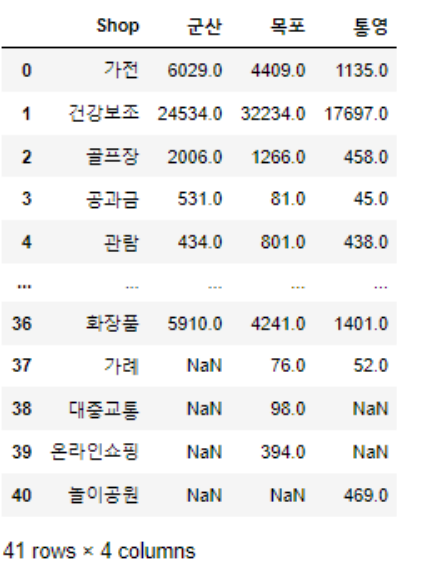 Shop 군산 목포 통영
0 가전 6029.0 4409.0 1135.0
1 건강보조 24534.0 32234.0 17697.0
2 골프장 2006.0 1266.0 458.0
3 공과금 531.0 81.0 45.0
4 관람 434.0 801.0 438.0
... ... ... ... ...
36 화장품 5910.0 4241.0 1401.0
37 가례 NaN 76.0 52.0
38 대중교통 NaN 98.0 NaN
39 온라인쇼핑 NaN 394.0 NaN
40 놀이공원 NaN NaN 469.0
41 rows × 4 columns